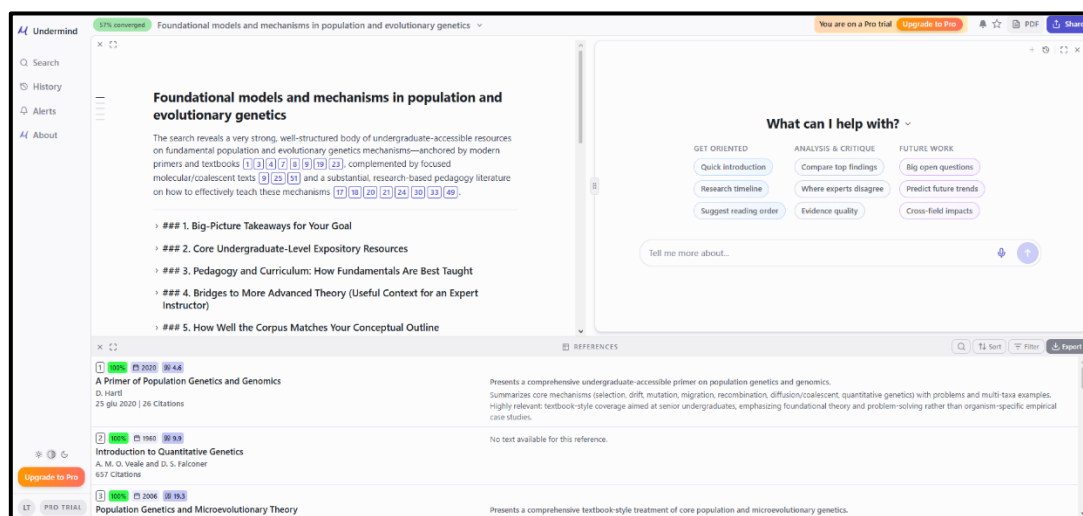 Undermind
57% converged
Foundational models and mechanisms in population and evolutionary genetics
You are on a Pro trial
Upgrade to Pro
PDF
Share
Search
History
Alerts
About
Foundational models and mechanisms in population and
evolutionary genetics
The search reveals a very strong, well-structured body of undergraduate-accessible resources
on fundamental population and evolutionary genetics mechanisms—anchored by modern
primers and textbooks 1 3 4 7 8 9 19 23, complemented by focused
molecular/coalescent texts 9 25 51 and a substantial, research-based pedagogy literature
on how to effectively teach these mechanisms 17 18 20 21 24 30 33 49.
### 1. Big-Picture Takeaways for Your Goal
### 2. Core Undergraduate-Level Expository Resources
### 3. Pedagogy and Curriculum: How Fundamentals Are Best Taught
### 4. Bridges to More Advanced Theory (Useful Context for an Expert
Instructor)
### 5. How Well the Corpus Matches Your Conceptual Outline
What can I help with?
GET ORIENTED
ANALYSIS & CRITIQUE
FUTURE WORK
Quick introduction
Compare top findings
Big open questions
Research timeline
Where experts disagree
Predict future trends
Suggest reading order
Evidence quality
Cross-field impacts
Tell me more about...
REFERENCES
Sort
Filter
Export
1 100% 2020 4.6
A Primer of Population Genetics and Genomics
D. Hartl
25 giu 2020 | 26 Citations
Presents a comprehensive undergraduate-accessible primer on population genetics and genomics.
Summarizes core mechanisms (selection, drift, mutation, migration, recombination, diffusion/coalescent, quantitative genetics) with problems and multi-taxa examples.
Highly relevant: textbook-style coverage aimed at senior undergraduates, emphasizing foundational theory and problem-solving rather than organism-specific empirical
case studies.
2 100% 1960 9.9
Introduction to Quantitative Genetics
A. M. O. Veale and D. S. Falconer
657 Citations
No text available for this reference.
3 100% 2006 19.3
Population Genetics and Microevolutionary Theory
Presents a comprehensive textbook-style treatment of core population and microevolutionary genetics.
Upgrade to Pro
LT
PRO TRIAL